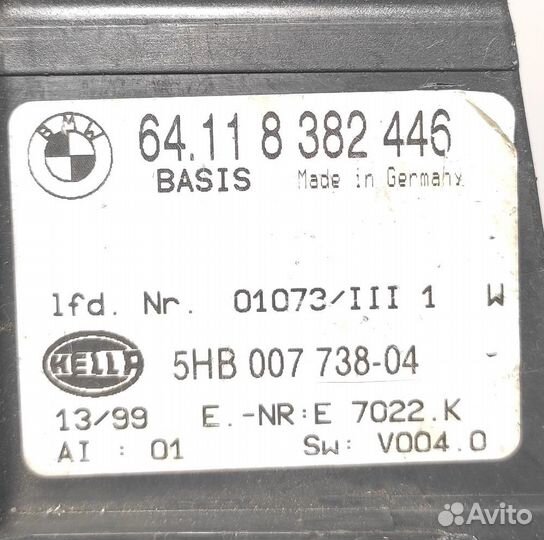 BMW
64.11 8 382 446
BASIS Made in Germany
lfd. Nr. 01073/III 1 W
HELLA 5HB 007 738-04
13/99 E.-NR:E 7022.K
AI : 01 SW: V004.0
Avito